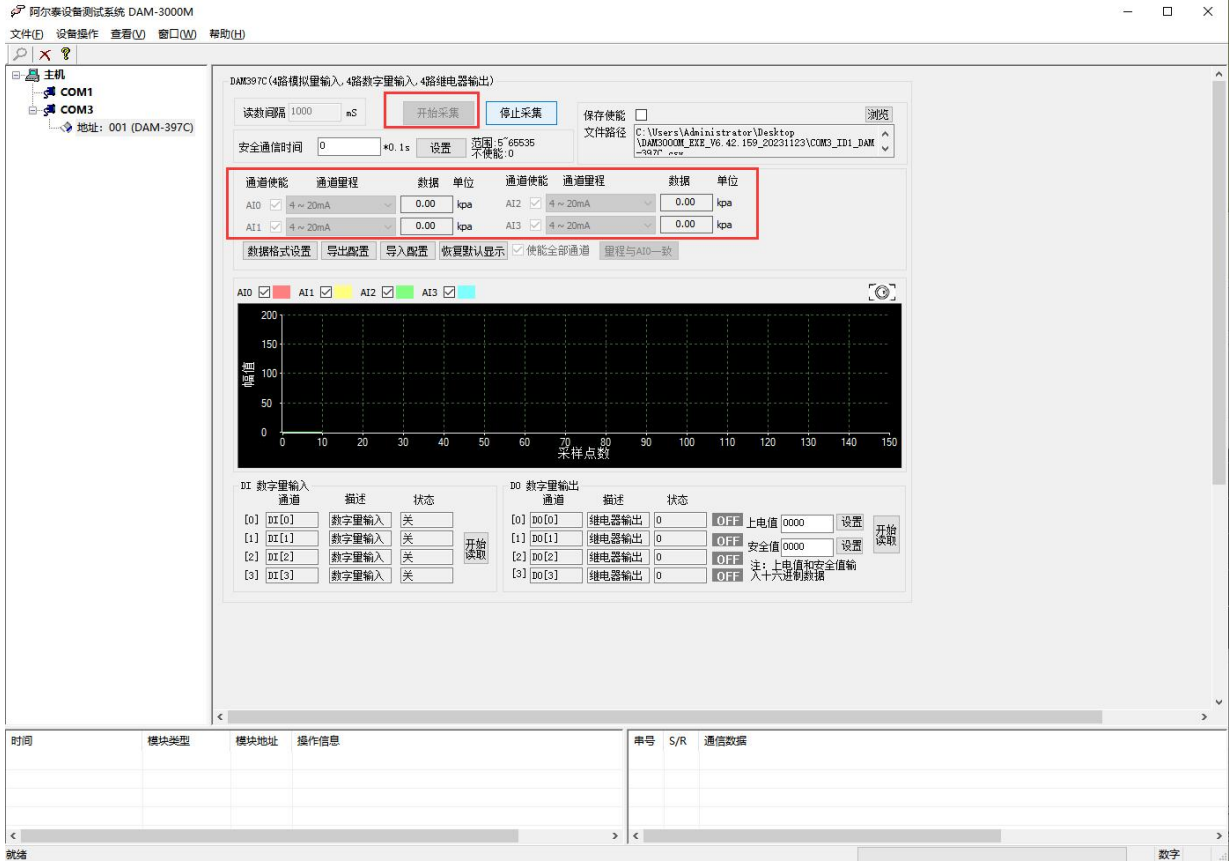 阿尔泰设备测试系统 DAM-3000M
文件(F) 设备操作 查看(V) 窗口(W) 帮助(H)
主机
COM1
COM3
地址：001 (DAM-397C)
DAM397C(4路模拟量输入,4路数字量输入,4路继电器输出)
读数间隔 1000 mS 开始采集 停止采集
保存使能 浏览
文件路径 C:\Users\Administrator\Desktop
\DAM3000M_EXE_V6.42.159_20231123\COM3_ID1_DAM
-397C.csv
安全通信时间 0 *0.1s 设置 范围:5~65535
不使能:0
通道使能 通道量程 数据 单位 通道使能 通道量程 数据 单位
AI0 4～20mA 0.00 kpa AI2 4～20mA 0.00 kpa
AI1 4～20mA 0.00 kpa AI3 4～20mA 0.00 kpa
数据格式设置 导出配置 导入配置 恢复默认显示 使能全部通道 量程与AI0一致
AI0 AI1 AI2 AI3
200
150
100
50
0
幅值
0 10 20 30 40 50 60 70 80 90 100 110 120 130 140 150
采样点数
DI 数字量输入
通道 描述 状态
[0] DI[0] 数字量输入 关
[1] DI[1] 数字量输入 关
[2] DI[2] 数字量输入 关
[3] DI[3] 数字量输入 关
开始
读取
DO 数字量输出
通道 描述 状态
[0] DO[0] 继电器输出 0 OFF
[1] DO[1] 继电器输出 0 OFF
[2] DO[2] 继电器输出 0 OFF
[3] DO[3] 继电器输出 0 OFF
上电值 0000 设置
安全值 0000 设置
开始
读取
注：上电值和安全值输
入十六进制数据
时间 模块类型 模块地址 操作信息
串号 S/R 通信数据
就绪
数字